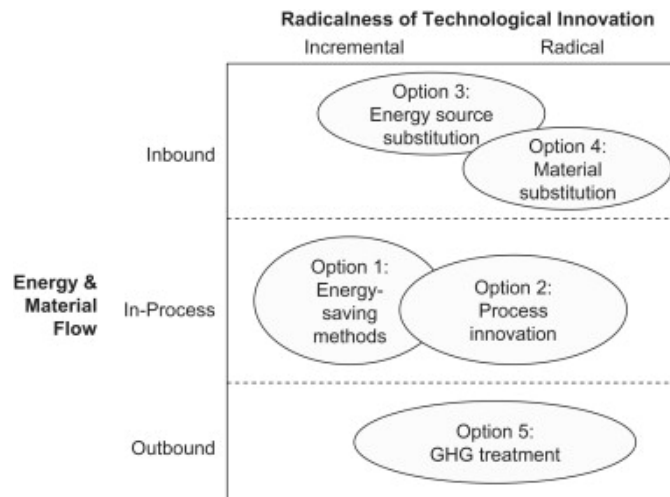 Radicalness of Technological Innovation
Incremental
Radical
Option 3:
Energy source
substitution
Inbound
Option 4:
Material
substitution
Energy &
Material
Flow
In-Process
Option 1:
Energy-
saving
methods
Option 2:
Process
innovation
Outbound
Option 5:
GHG treatment